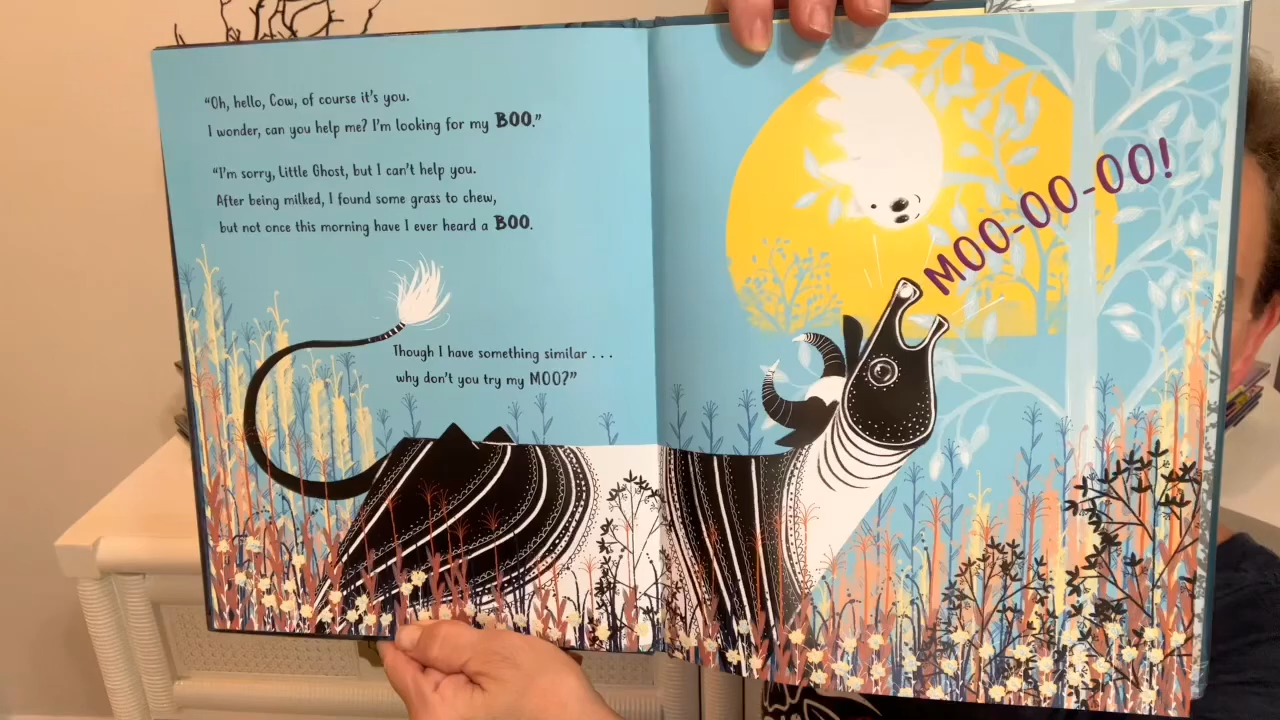 “Oh, hello, Cow, of course it’s you.
I wonder, can you help me? I’m looking for my BOO.”
“I’m sorry, Little Ghost, but I can’t help you.
After being milked, I found some grass to chew,
but not once this morning have I ever heard a BOO.
Though I have something similar . . .
why don’t you try my MOO?”
MOO-OO-OO!